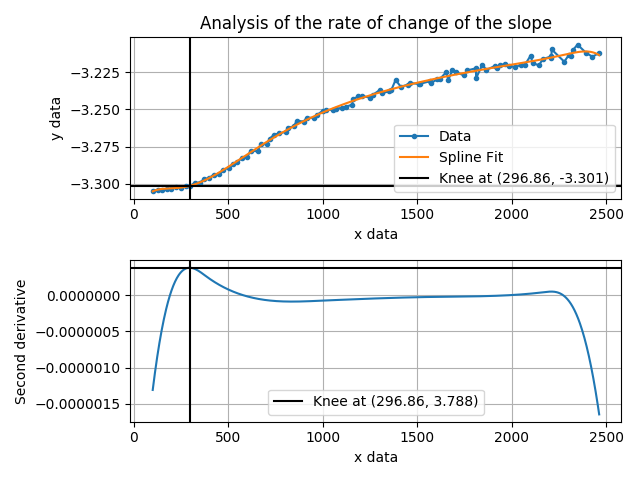 Analysis of the rate of change of the slope
−3.225
−3.250
−3.275
−3.300
y data
Data
Spline Fit
Knee at (296.86, -3.301)
0 500 1000 1500 2000 2500
x data
0.0000000
−0.0000005
−0.0000010
−0.0000015
Second derivative
Knee at (296.86, 3.788)
0 500 1000 1500 2000 2500
x data